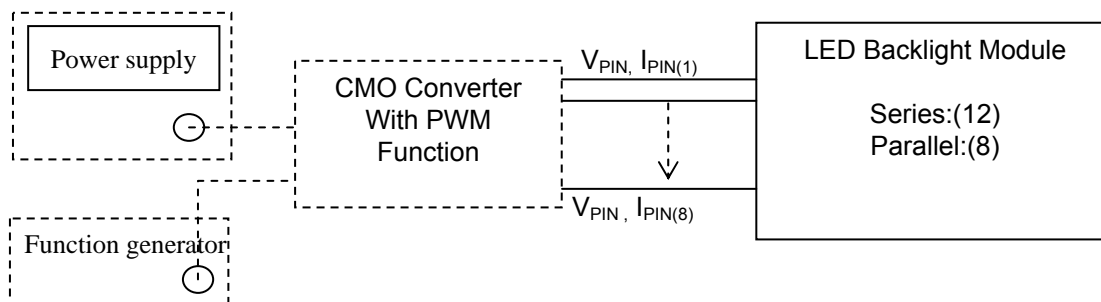 Power supply
CMO Converter
With PWM
Function
V_PIN, I_PIN(1)
V_PIN , I_PIN(8)
LED Backlight Module
Series:(12)
Parallel:(8)
Function generator